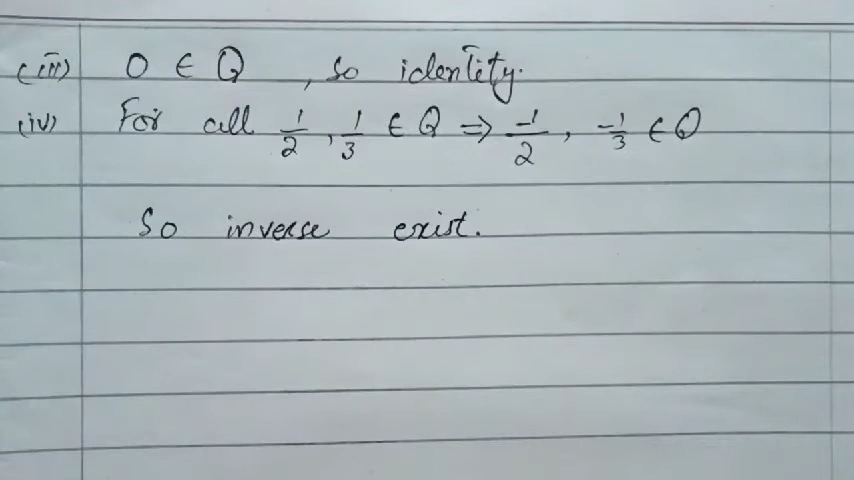 (iii) 0 ∈ Q , so identity.
(iv) For all 1/2 , 1/3 ∈ Q ⇒ -1/2 , -1/3 ∈ Q
So inverse exist.